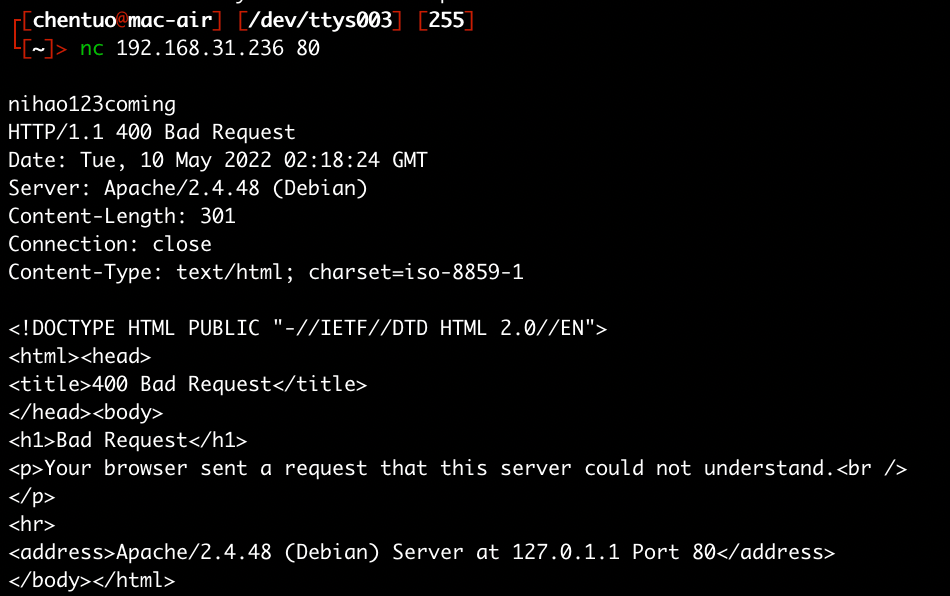 ┌[chentuo@mac-air] [/dev/ttys003] [255]
└[~]> nc 192.168.31.236 80

nihao123coming
HTTP/1.1 400 Bad Request
Date: Tue, 10 May 2022 02:18:24 GMT
Server: Apache/2.4.48 (Debian)
Content-Length: 301
Connection: close
Content-Type: text/html; charset=iso-8859-1

<!DOCTYPE HTML PUBLIC "-//IETF//DTD HTML 2.0//EN">
<html><head>
<title>400 Bad Request</title>
</head><body>
<h1>Bad Request</h1>
<p>Your browser sent a request that this server could not understand.<br />
</p>
<hr>
<address>Apache/2.4.48 (Debian) Server at 127.0.1.1 Port 80</address>
</body></html>